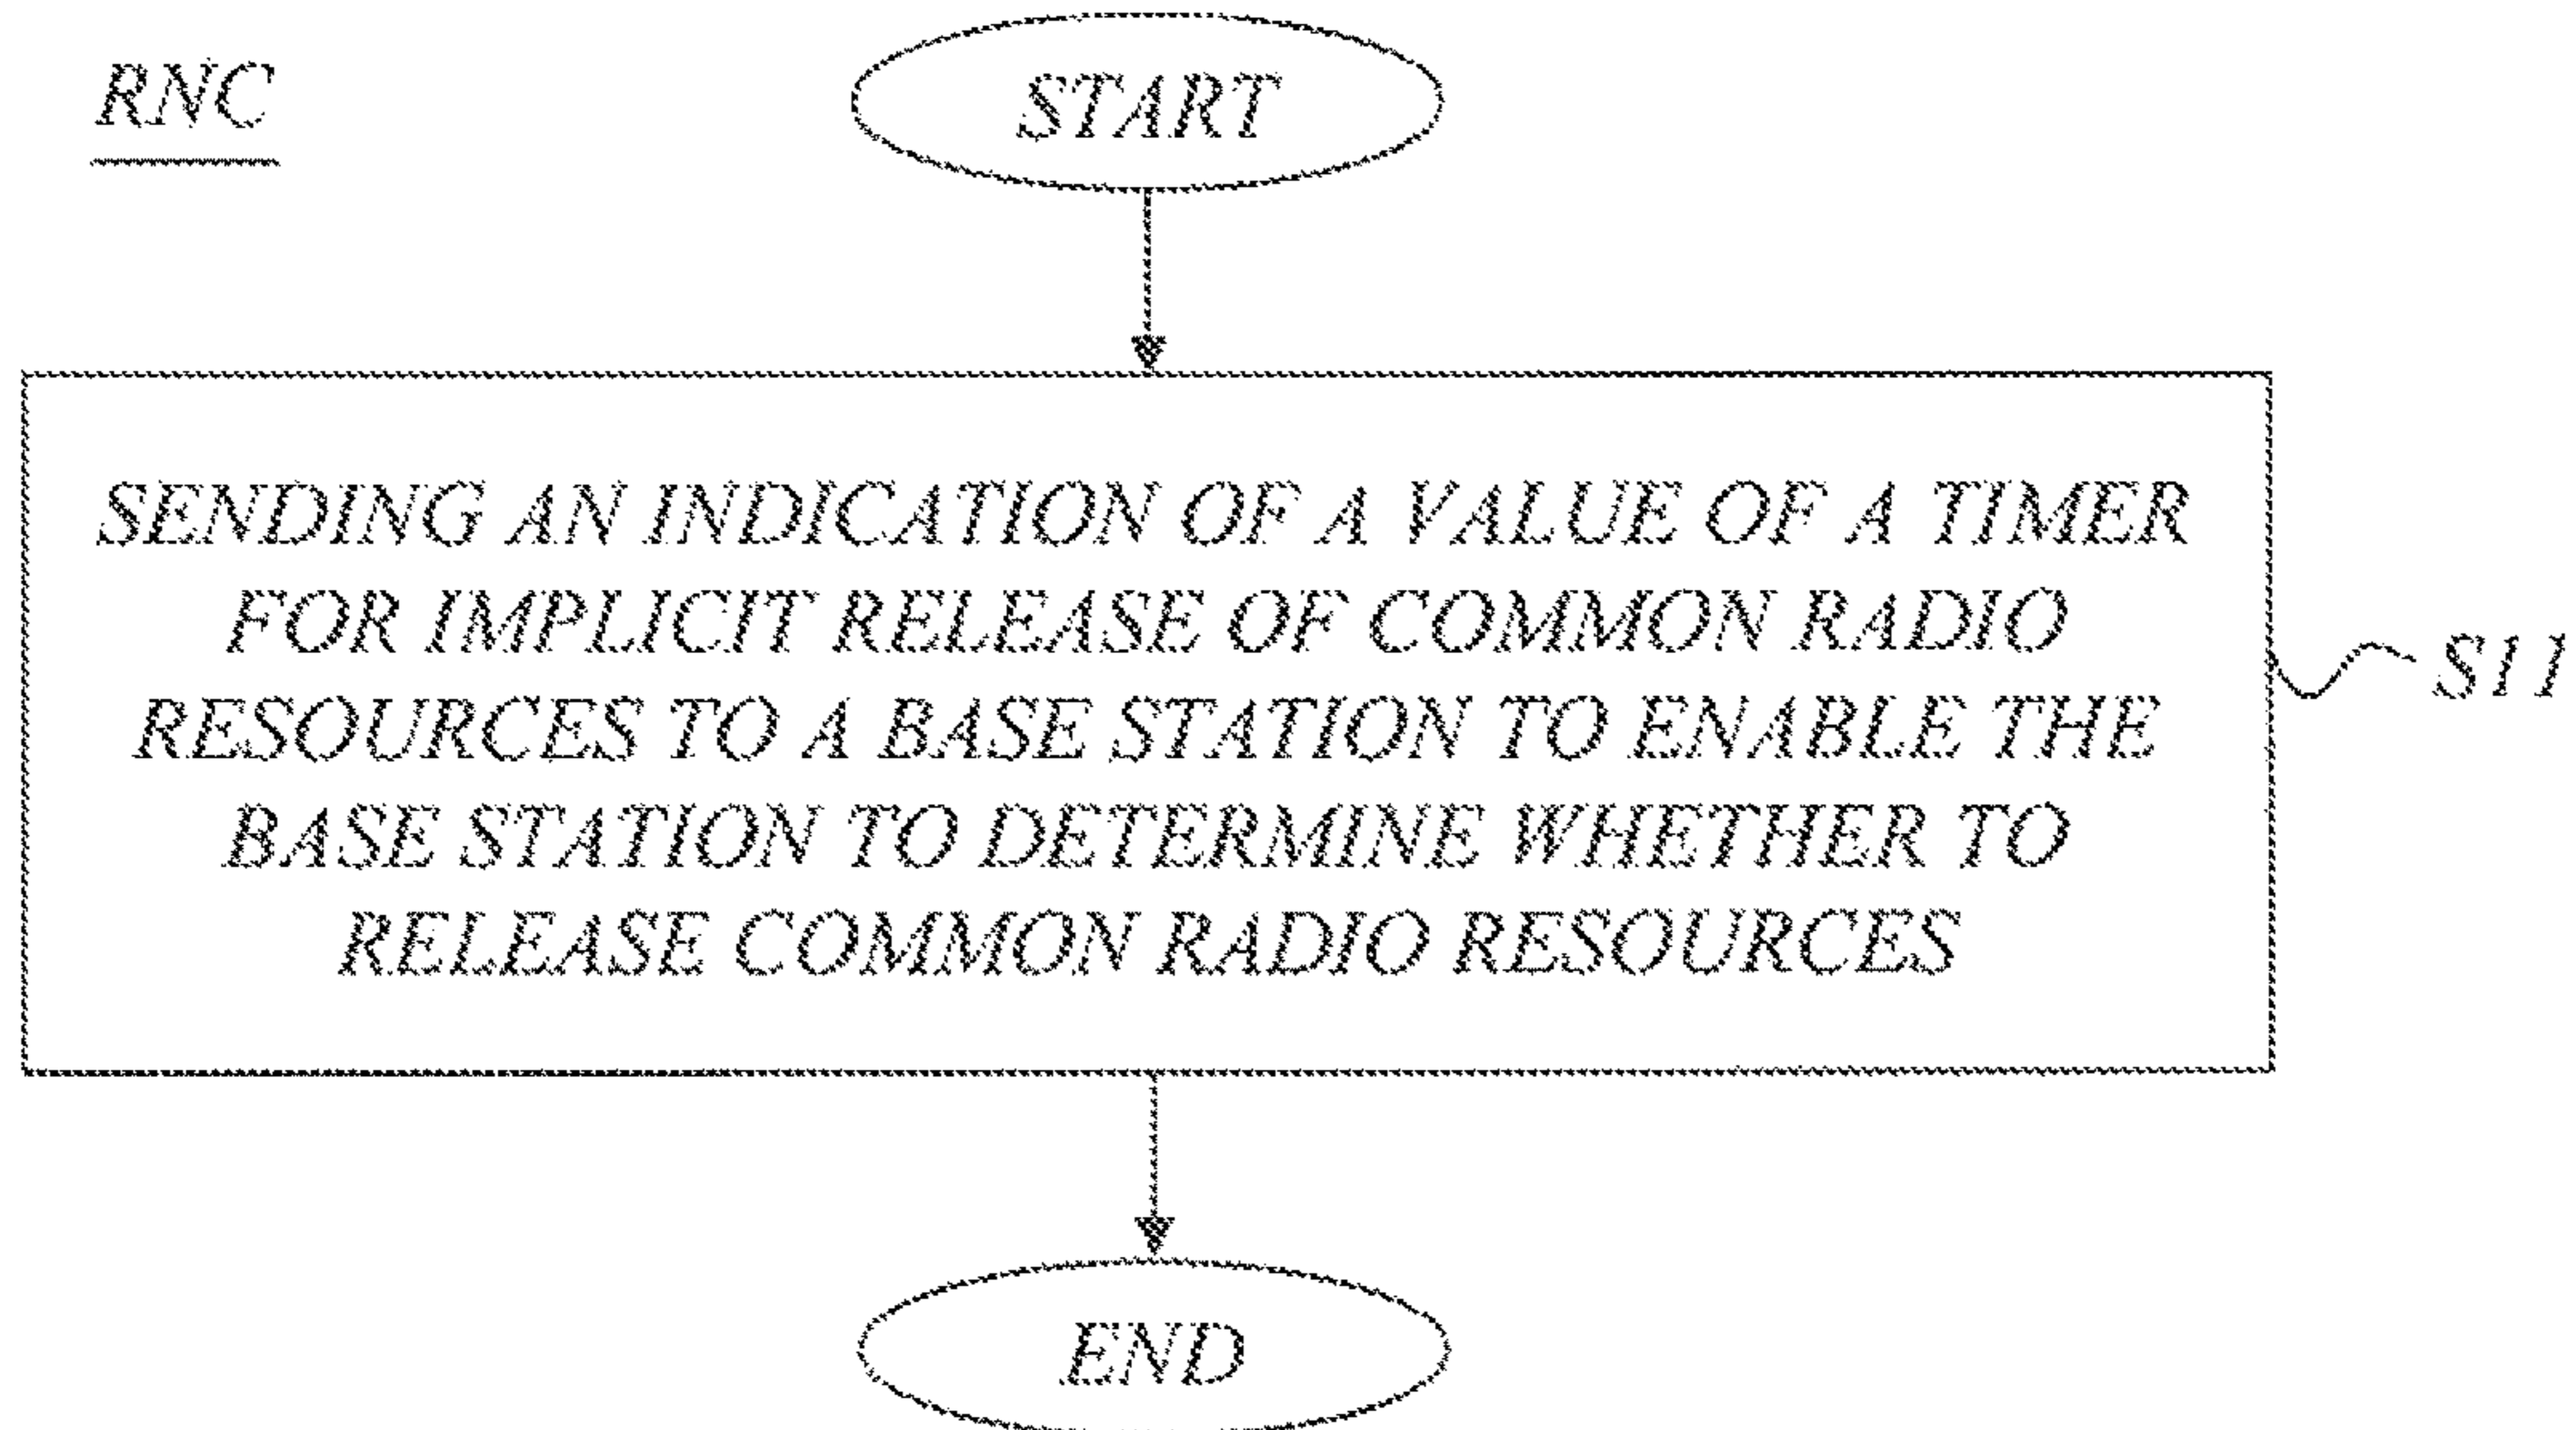 RNC
START
SENDING AN INDICATION OF A VALUE OF A TIMER
FOR IMPLICIT RELEASE OF COMMON RADIO
RESOURCES TO A BASE STATION TO ENABLE THE
BASE STATION TO DETERMINE WHETHER TO
RELEASE COMMON RADIO RESOURCES
S11
END